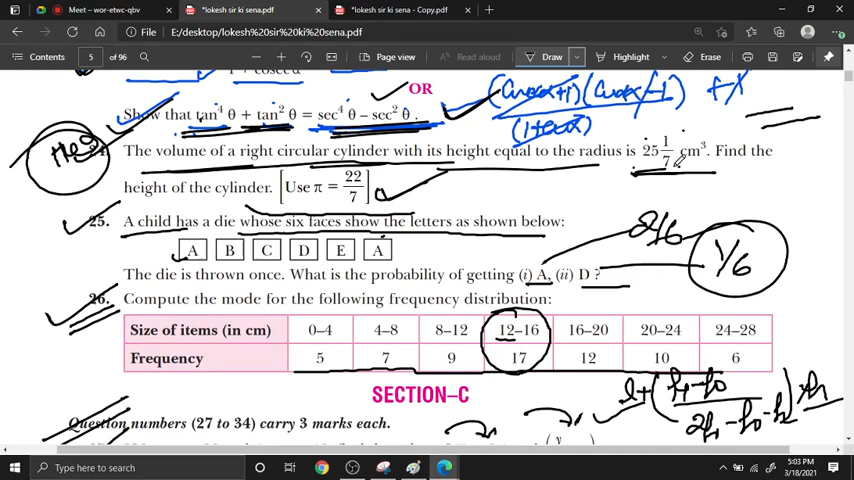 Meet – wor-etwc-qbv
*lokesh sir ki sena.pdf
*lokesh sir ki sena - Copy.pdf
File
E:/desktop/lokesh%20sir%20ki%20sena.pdf
Contents
5
of 96
Page view
Read aloud
Draw
Highlight
Erase
OR
Show that tan⁴ θ + tan² θ = sec⁴ θ – sec² θ .
The volume of a right circular cylinder with its height equal to the radius is 25 1/7 cm³. Find the
height of the cylinder. [Use π = 22/7]
25. A child has a die whose six faces show the letters as shown below:
A B C D E A
2/6
1/6
The die is thrown once. What is the probability of getting (i) A, (ii) D ?
26. Compute the mode for the following frequency distribution:
Size of items (in cm) 0–4 4–8 8–12 12–16 16–20 20–24 24–28
Frequency 5 7 9 17 12 10 6
SECTION–C
Question numbers (27 to 34) carry 3 marks each.
Type here to search
5:03 PM
3/18/2021